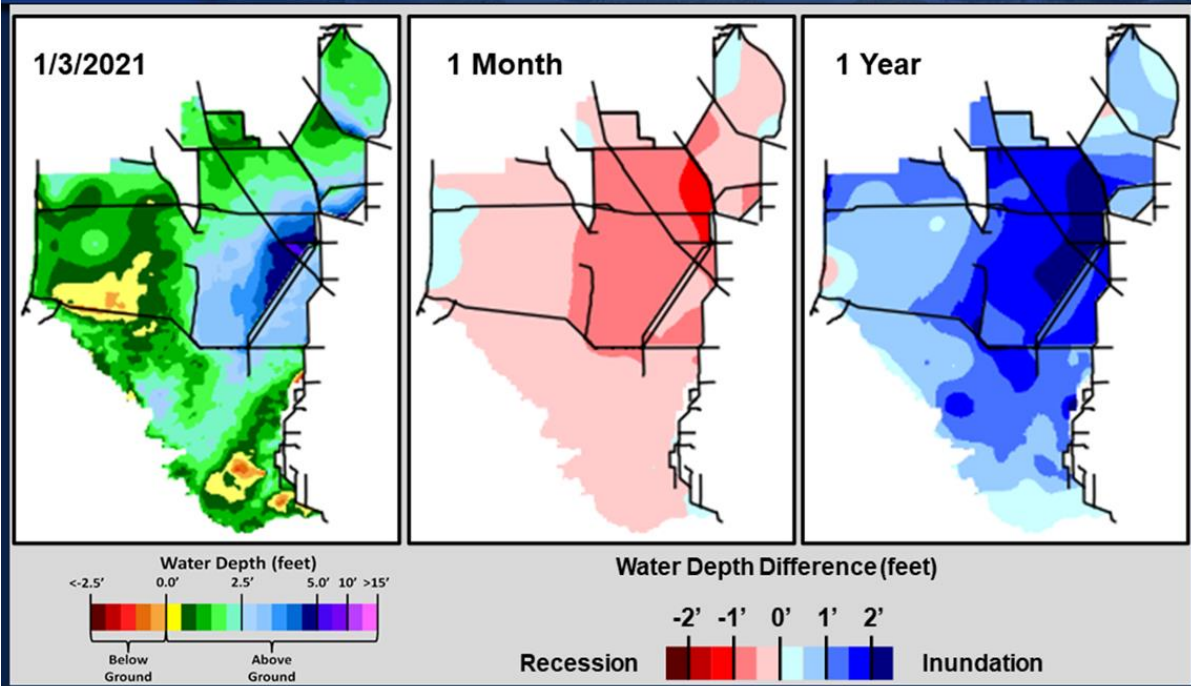 1/3/2021
1 Month
1 Year
Water Depth (feet)
<-2.5' 0.0' 2.5' 5.0' 10' >15'
Below Ground
Above Ground
Water Depth Difference (feet)
-2' -1' 0' 1' 2'
Recession
Inundation